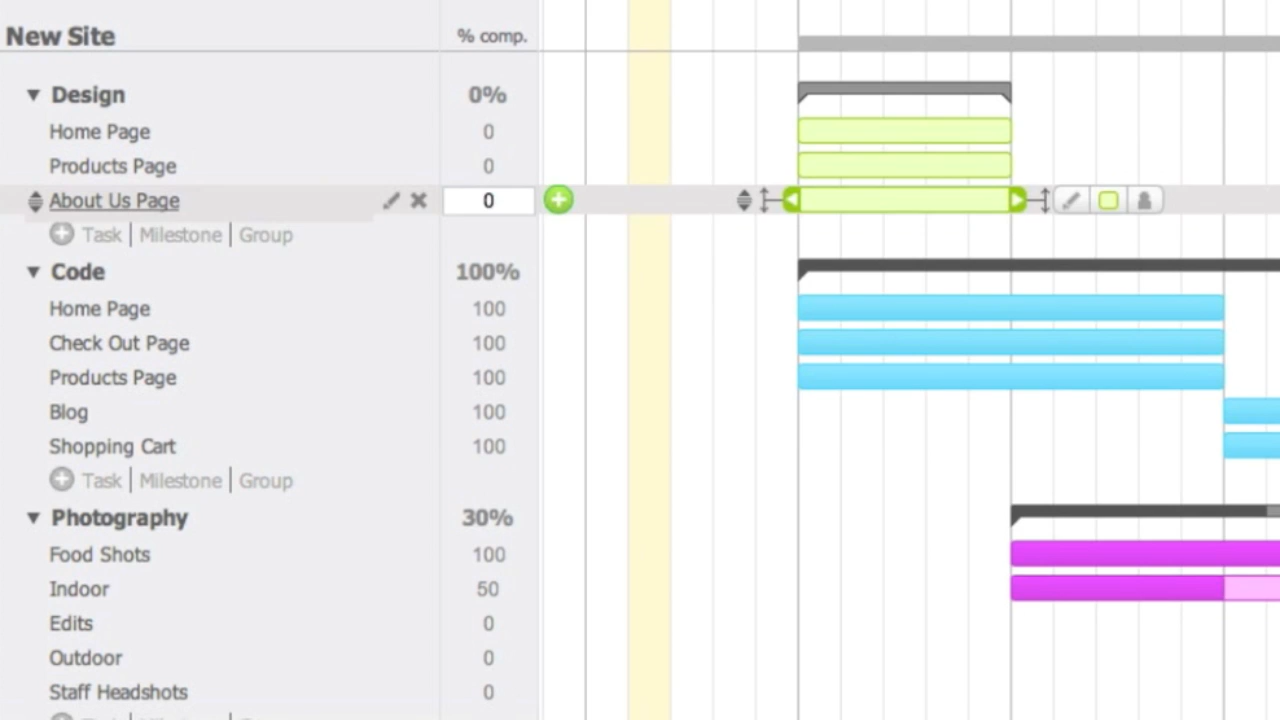 New Site % comp.
Design 0%
Home Page 0
Products Page 0
About Us Page 0
Task | Milestone | Group
Code 100%
Home Page 100
Check Out Page 100
Products Page 100
Blog 100
Shopping Cart 100
Task | Milestone | Group
Photography 30%
Food Shots 100
Indoor 50
Edits 0
Outdoor 0
Staff Headshots 0